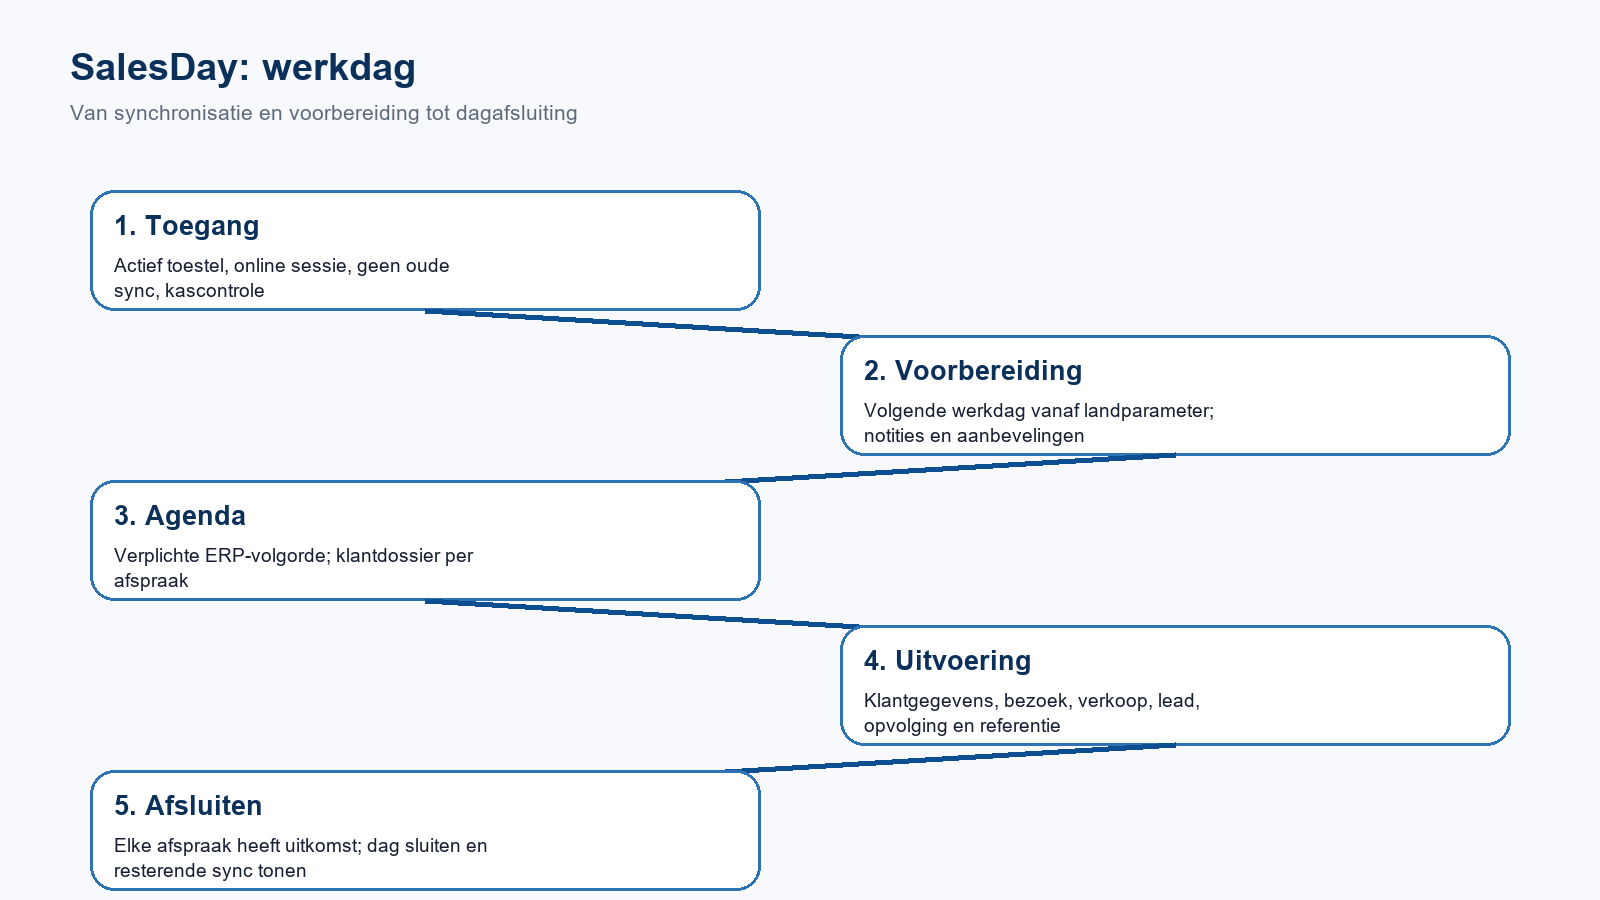 SalesDay: werkdag
Van synchronisatie en voorbereiding tot dagafsluiting
1. Toegang
Actief toestel, online sessie, geen oude
sync, kascontrole
2. Voorbereiding
Volgende werkdag vanaf landparameter;
notities en aanbevelingen
3. Agenda
Verplichte ERP-volgorde; klantdossier per
afspraak
4. Uitvoering
Klantgegevens, bezoek, verkoop, lead,
opvolging en referentie
5. Afsluiten
Elke afspraak heeft uitkomst; dag sluiten en
resterende sync tonen